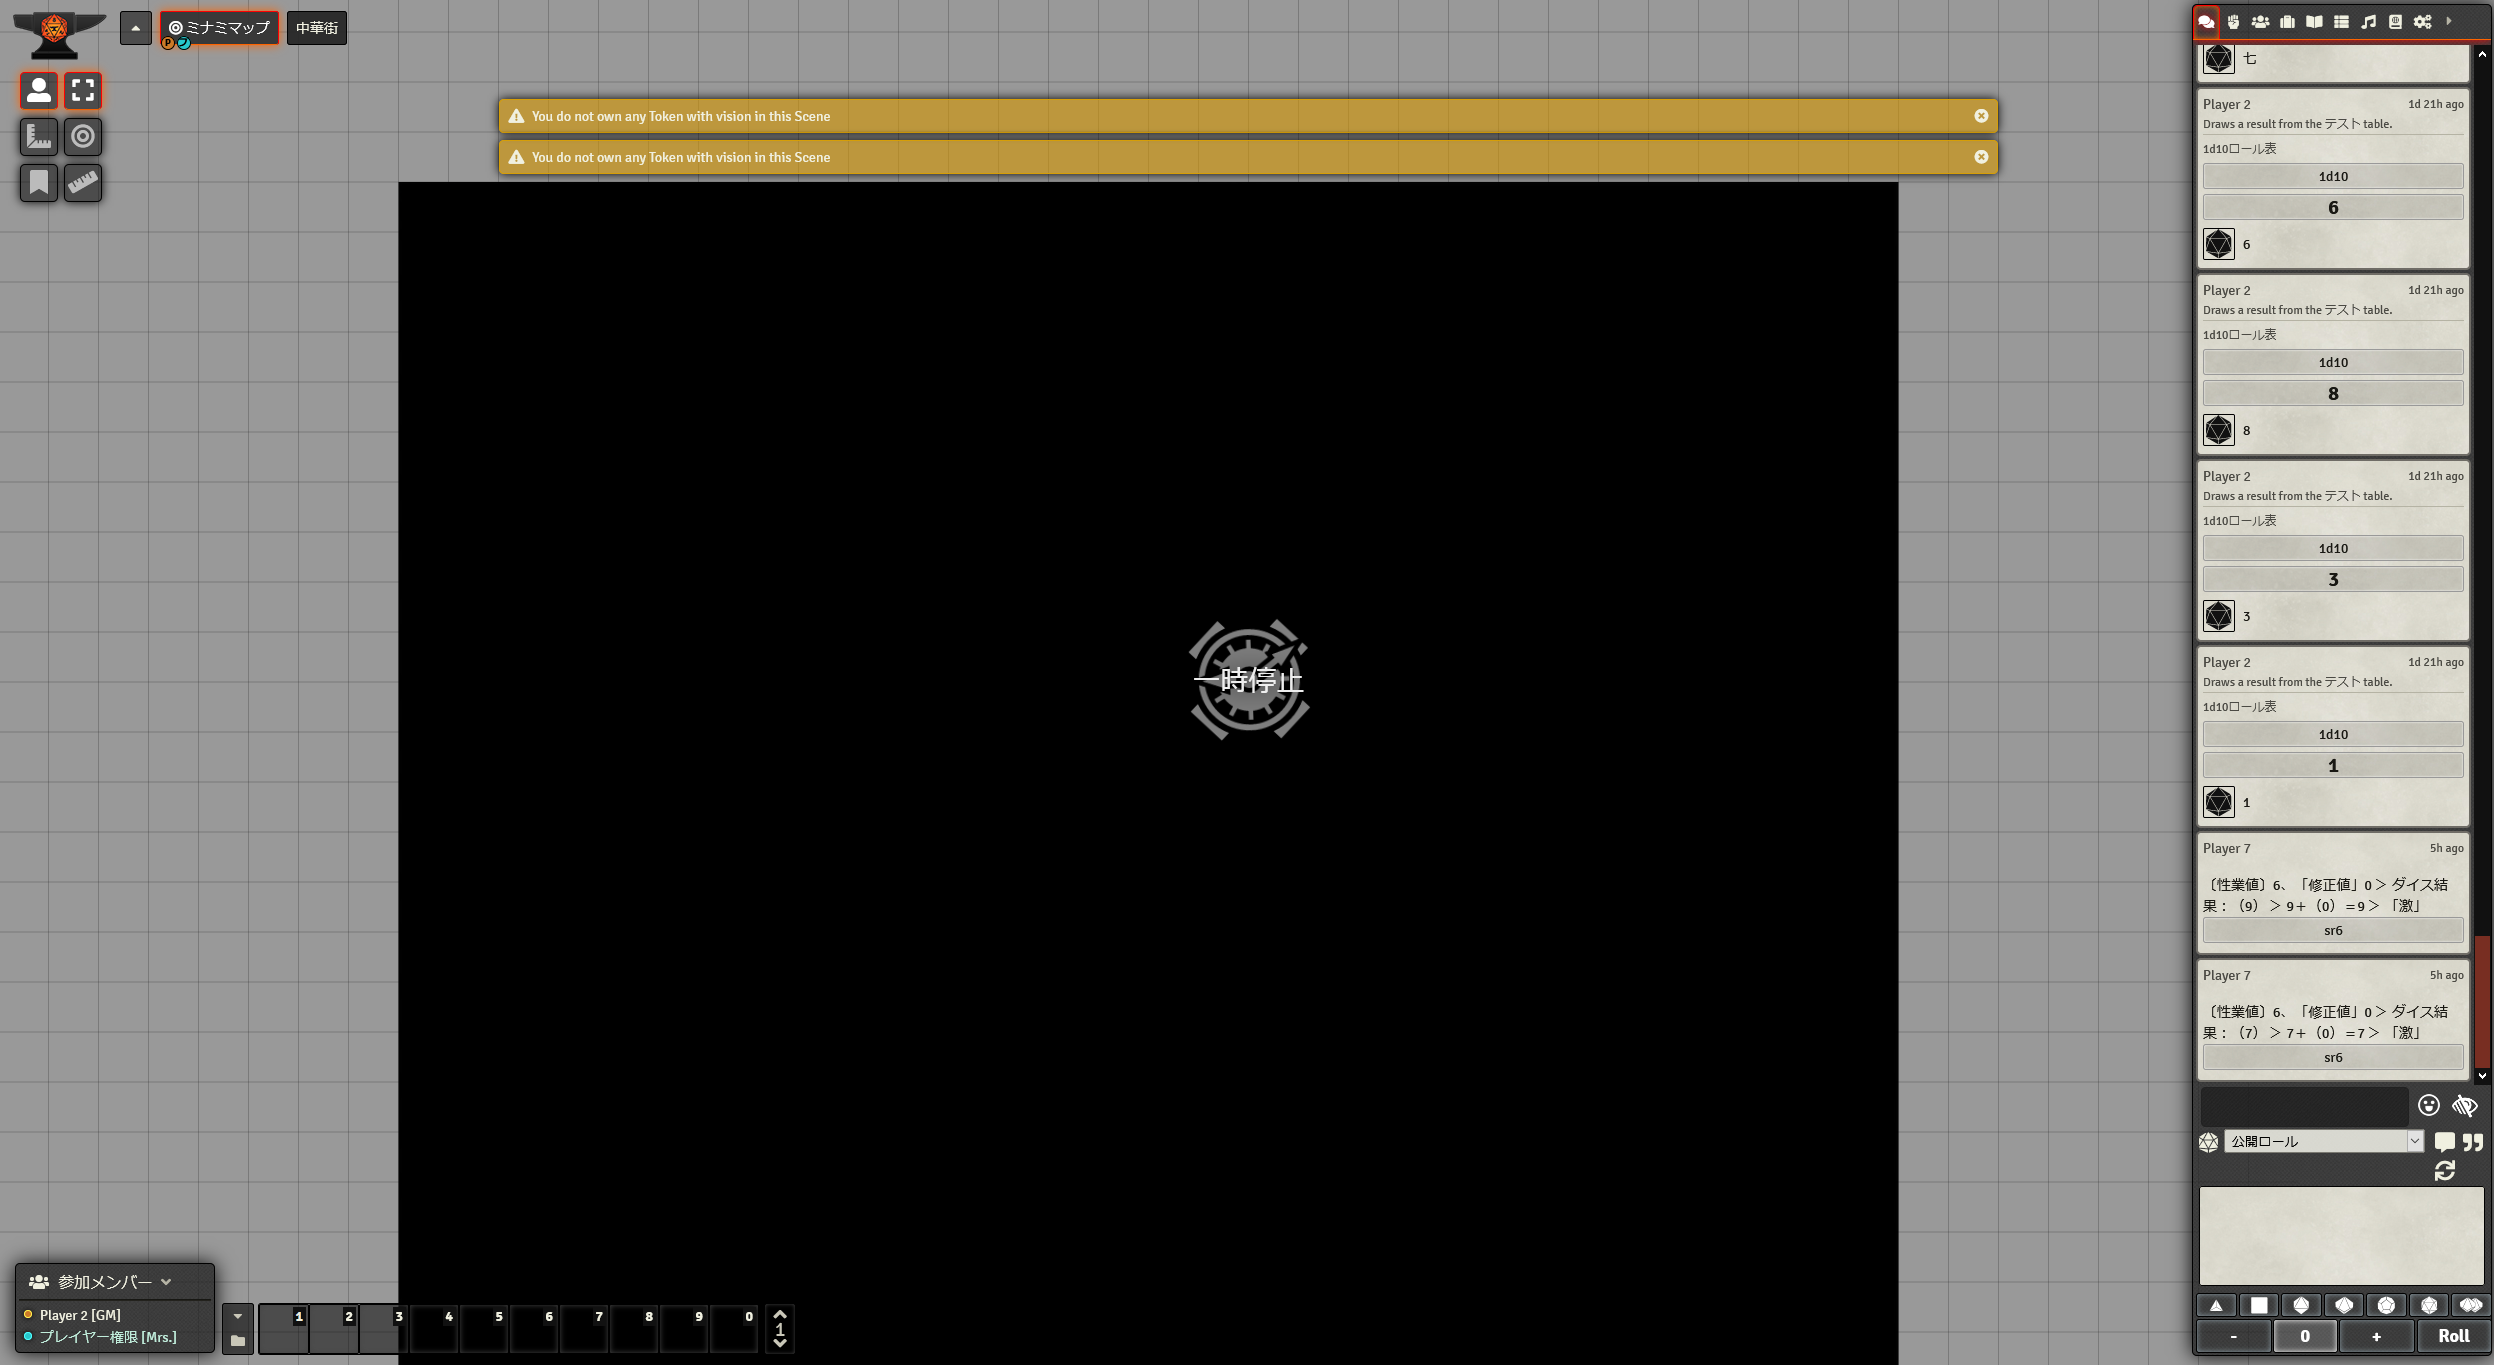 ミナミマップ
中華街
P
フ
You do not own any Token with vision in this Scene
You do not own any Token with vision in this Scene
一時停止
参加メンバー
Player 2 [GM]
プレイヤー権限 [Mrs.]
1 2 3 4 5 6 7 8 9 0
1
七
Player 2 1d 21h ago
Draws a result from the テスト table.
1d10ロール表
1d10
6
6
Player 2 1d 21h ago
Draws a result from the テスト table.
1d10ロール表
1d10
8
8
Player 2 1d 21h ago
Draws a result from the テスト table.
1d10ロール表
1d10
3
3
Player 2 1d 21h ago
Draws a result from the テスト table.
1d10ロール表
1d10
1
1
Player 7 5h ago
〔性業値〕6、「修正値」0＞ ダイス結
果：（9）＞ 9＋（0）＝9＞ 「激」
sr6
Player 7 5h ago
〔性業値〕6、「修正値」0＞ ダイス結
果：（7）＞ 7＋（0）＝7＞ 「激」
sr6
公開ロール
- 0 + Roll